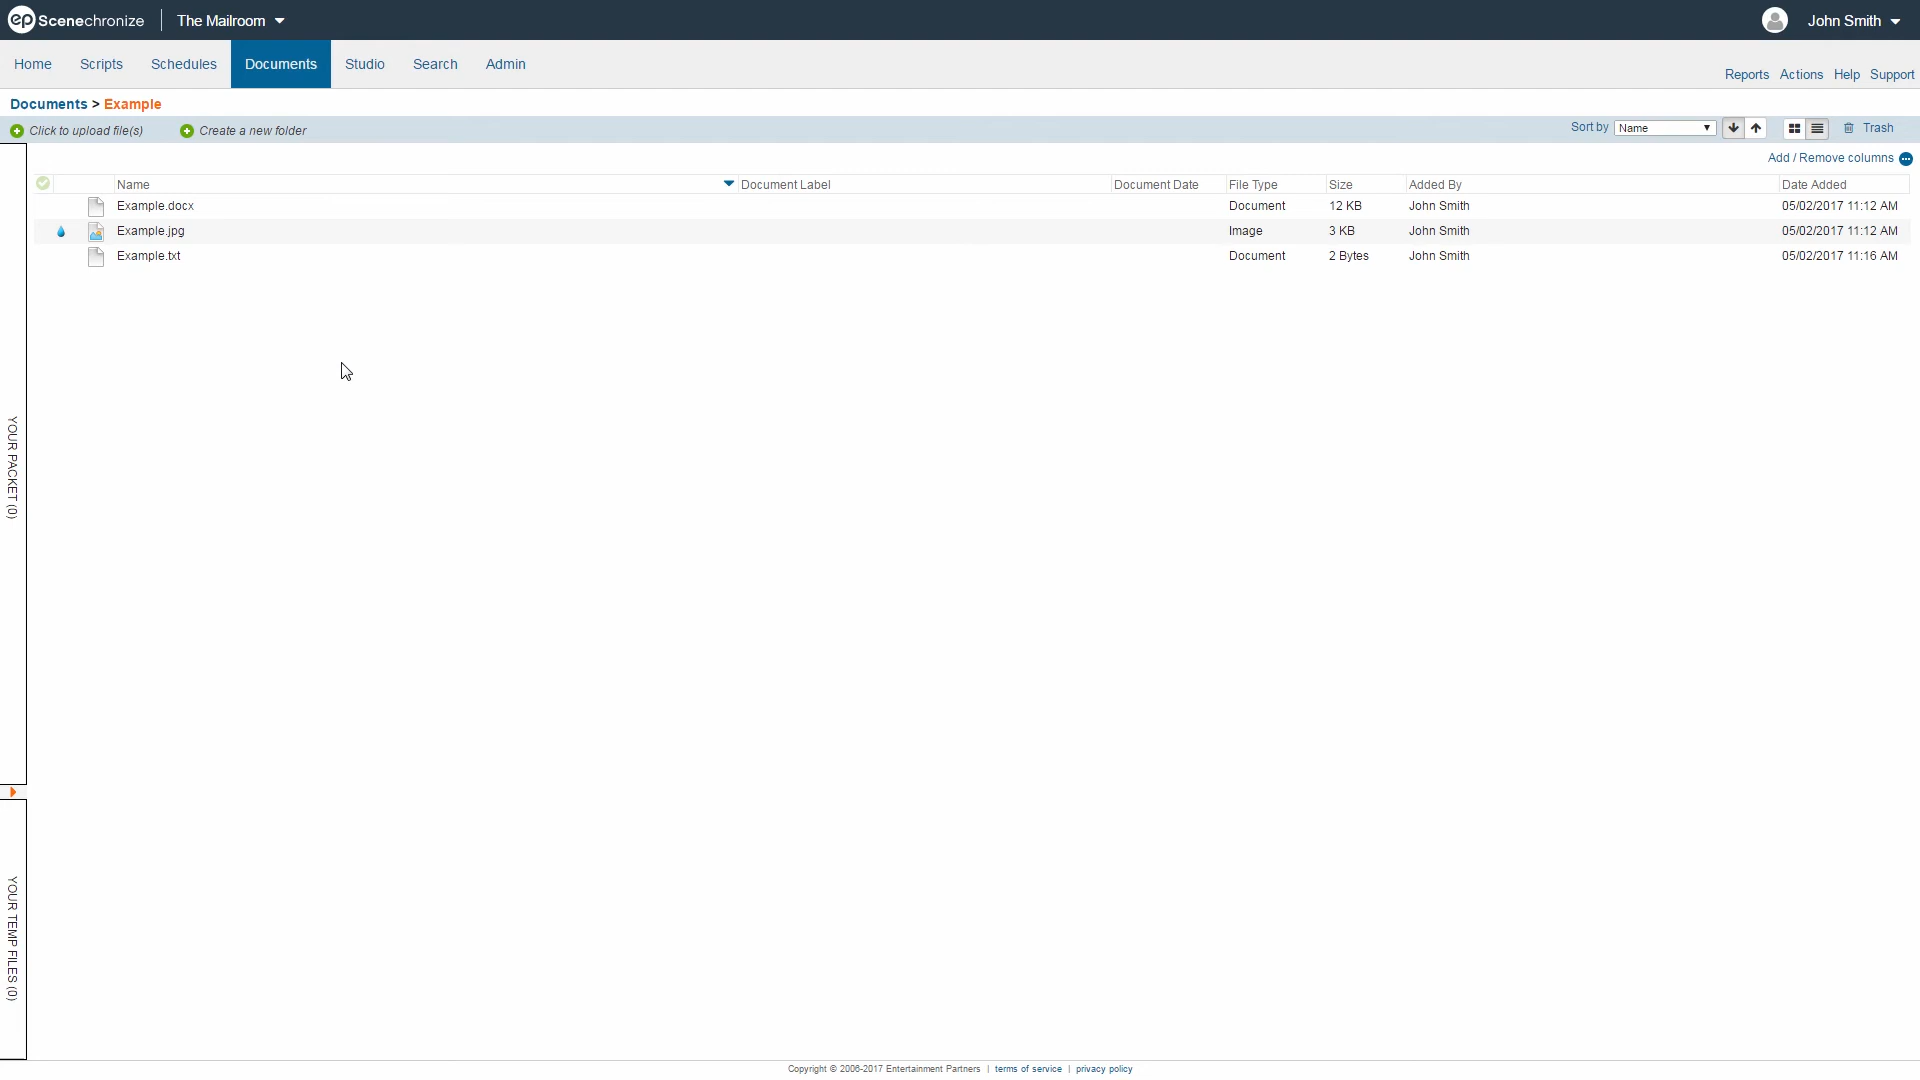 ep Scenechronize The Mailroom John Smith
Home Scripts Schedules Documents Studio Search Admin
Reports Actions Help Support
Documents > Example
Click to upload file(s) Create a new folder Sort by Name Trash
Add / Remove columns
Name Document Label Document Date File Type Size Added By Date Added
Example.docx Document 12 KB John Smith 05/02/2017 11:12 AM
Example.jpg Image 3 KB John Smith 05/02/2017 11:12 AM
Example.txt Document 2 Bytes John Smith 05/02/2017 11:16 AM
YOUR PACKET (0)
YOUR TEMP FILES (0)
Copyright © 2006-2017 Entertainment Partners | terms of service | privacy policy